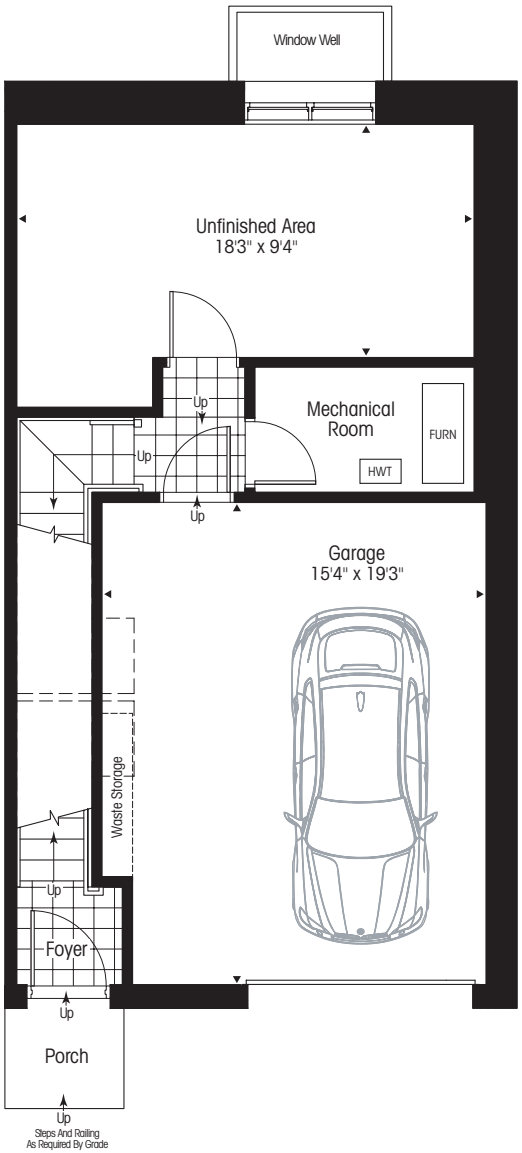 Window Well
Unfinished Area
18'3" x 9'4"
Up
Mechanical
Room
FURN
Up
HWT
Up
Garage
15'4" x 19'3"
Waste Storage
Up
Foyer
Up
Porch
Up
Steps And Railing
As Required By Grade